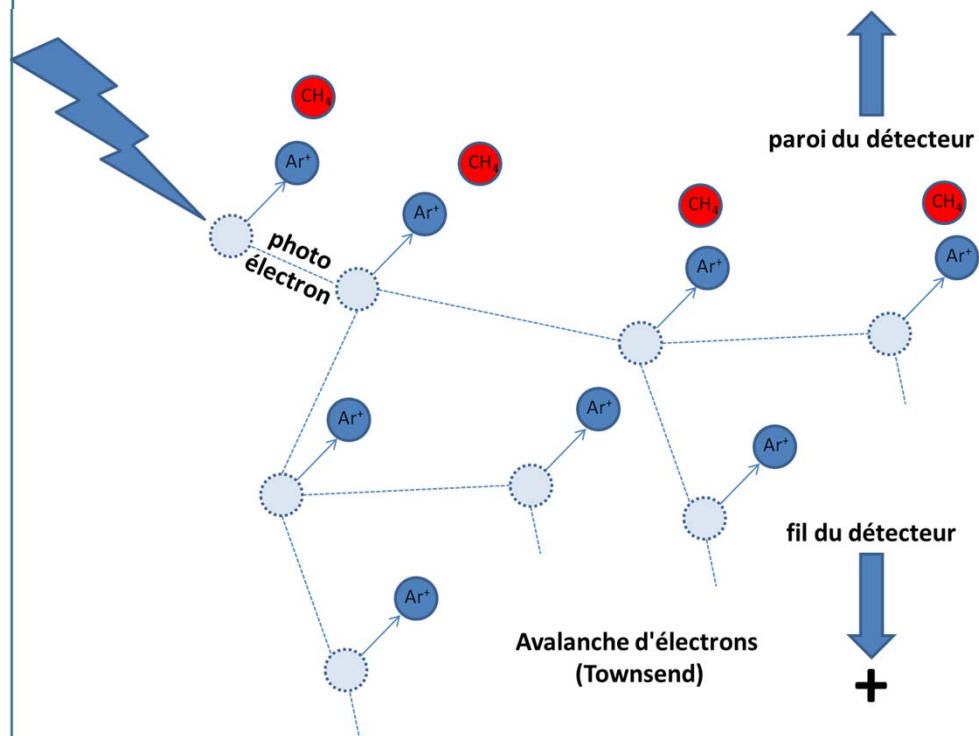 CH₄
Ar⁺
CH₄
paroi du détecteur
Ar⁺
CH₄
CH₄
photo
électron
Ar⁺
Ar⁺
Ar⁺
Ar⁺
Ar⁺
fil du détecteur
Ar⁺
Avalanche d'électrons
(Townsend)
+